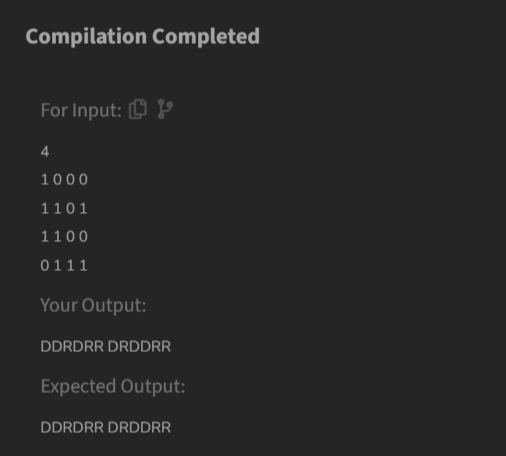 Compilation Completed
For Input:
4
1 0 0 0
1 1 0 1
1 1 0 0
0 1 1 1
Your Output:
DDRDRR DRDDRR
Expected Output:
DDRDRR DRDDRR